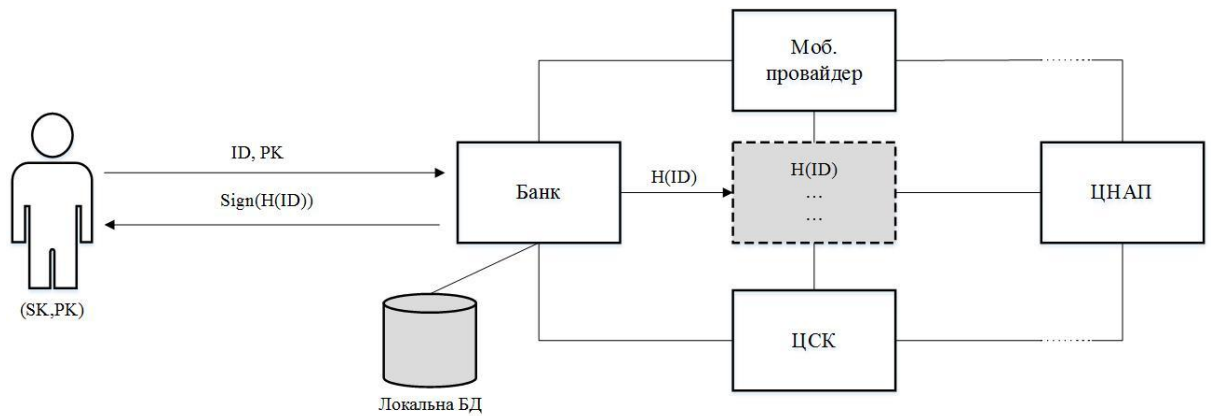 Моб.
провайдер
ID, PK
Sign(H(ID))
(SK,PK)
Банк
H(ID)
H(ID)
...
...
ЦНАП
ЦСК
Локальна БД